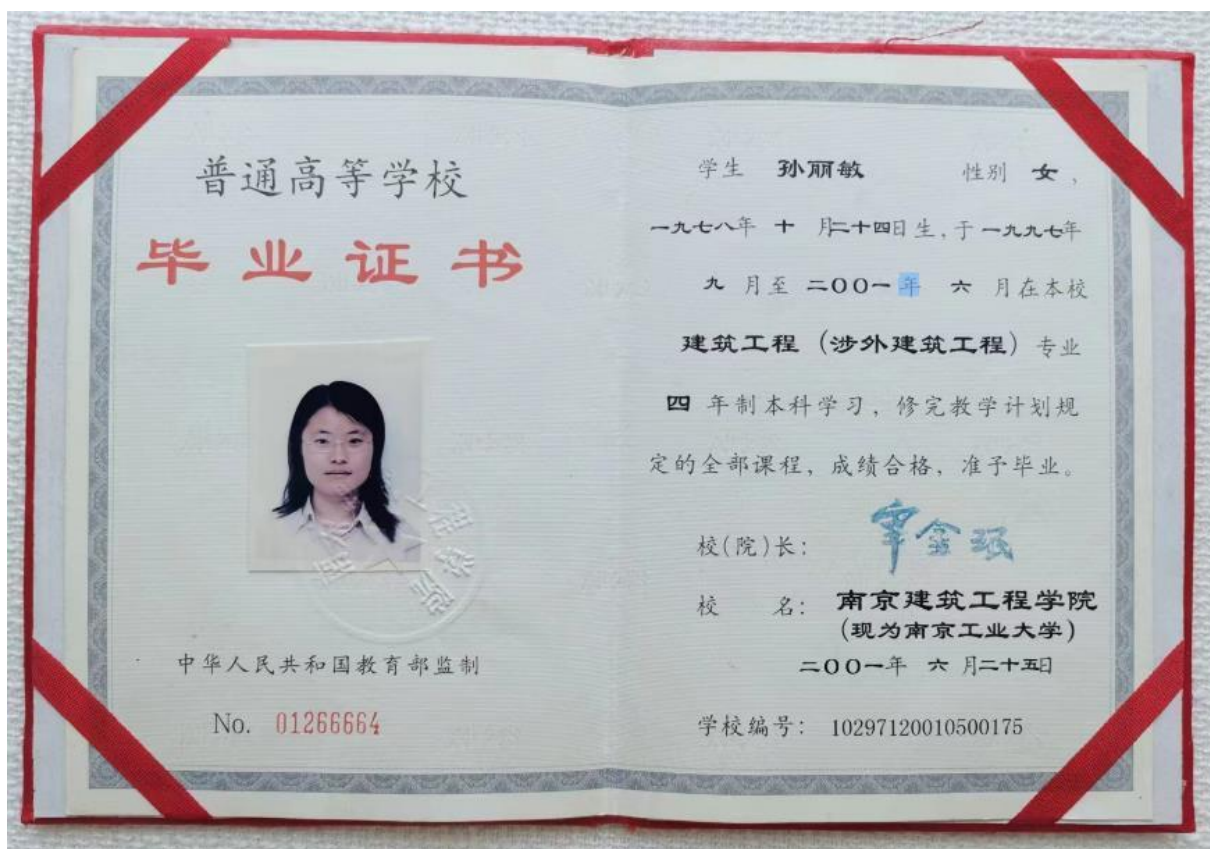 普通高等学校
毕业证书
中华人民共和国教育部监制
No. 01266664
学生 孙丽敏 性别 女,
一九七八年 十 月二十四日生,于一九九七年
九 月至 二00一年 六 月在本校
建筑工程(涉外建筑工程)专业
四 年制本科学习,修完教学计划规
定的全部课程,成绩合格,准予毕业。
校(院)长:
校 名: 南京建筑工程学院
(现为南京工业大学)
二00一年 六 月二十五日
学校编号: 10297120010500175